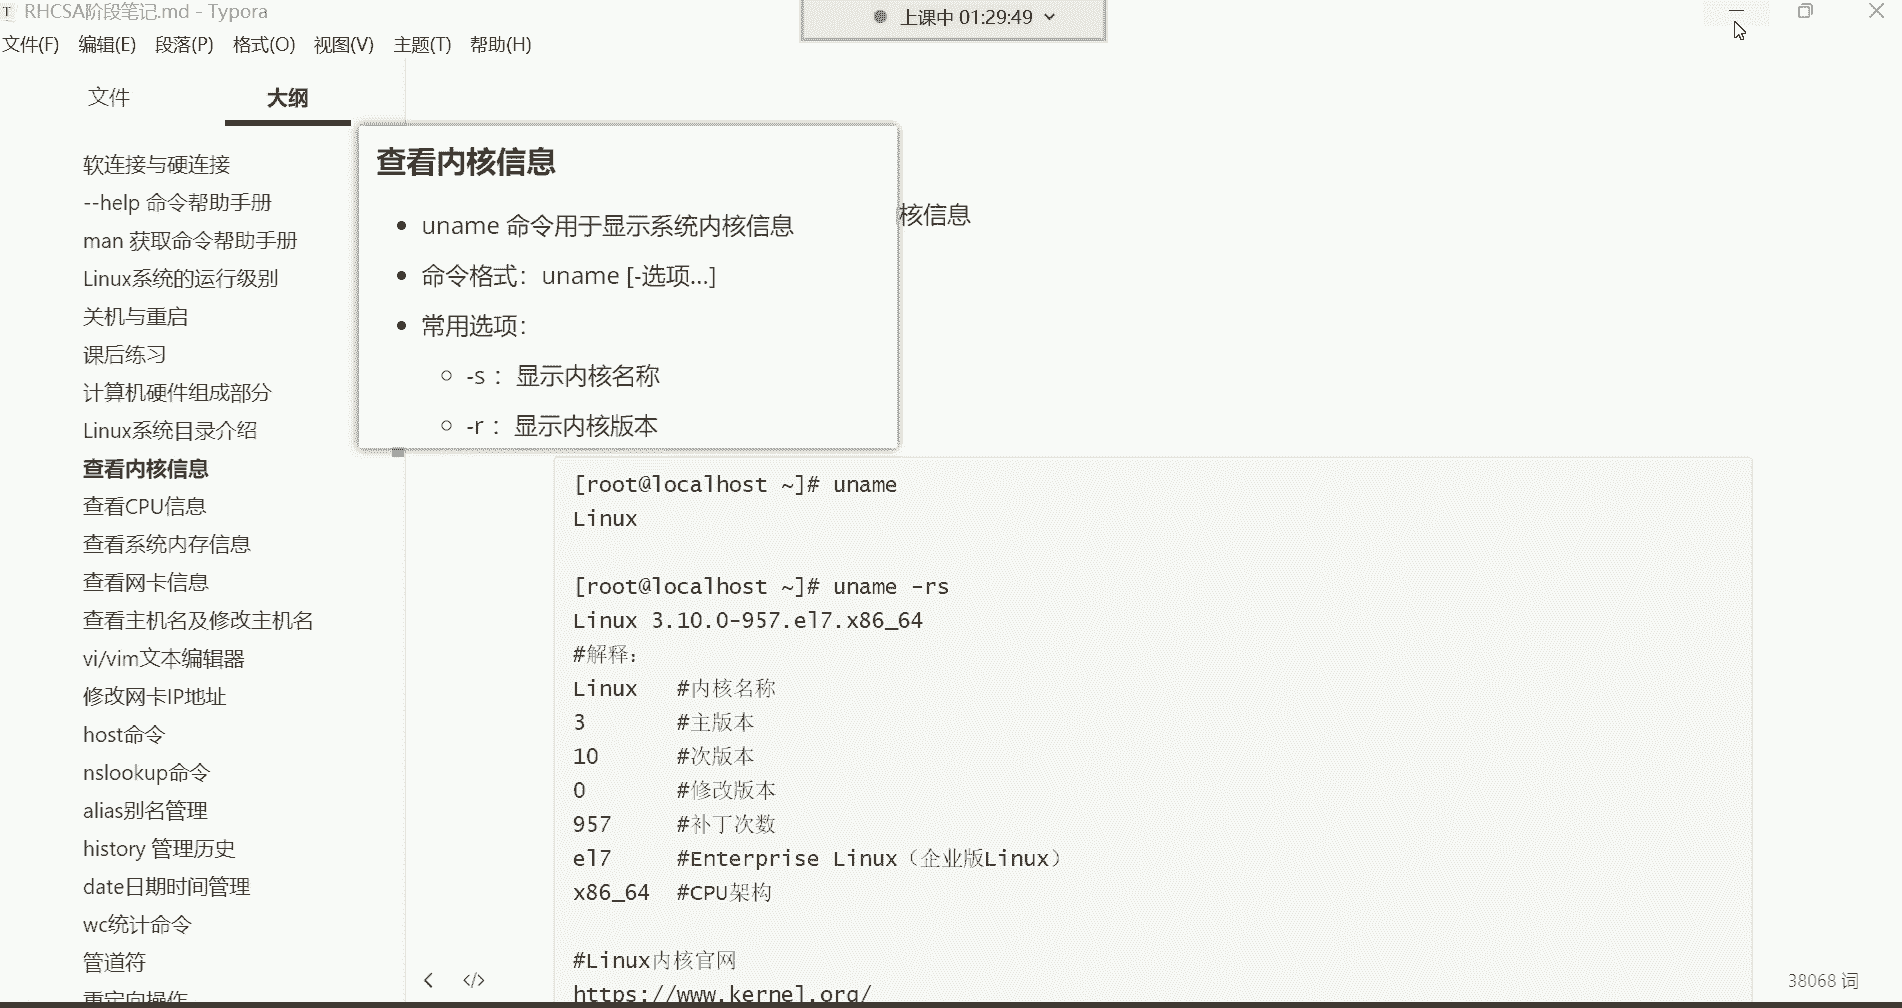 RHCSA阶段笔记.md - Typora
上课中 01:29:49
文件(F) 编辑(E) 段落(P) 格式(O) 视图(V) 主题(T) 帮助(H)
文件 大纲
软连接与硬连接
--help 命令帮助手册
man 获取命令帮助手册
Linux系统的运行级别
关机与重启
课后练习
计算机硬件组成部分
Linux系统目录介绍
查看内核信息
查看CPU信息
查看系统内存信息
查看网卡信息
查看主机名及修改主机名
vi/vim文本编辑器
修改网卡IP地址
host命令
nslookup命令
alias别名管理
history 管理历史
date日期时间管理
wc统计命令
管道符
重定向操作
查看内核信息
uname 命令用于显示系统内核信息
命令格式：uname [-选项...]
常用选项：
-s ：显示内核名称
-r ：显示内核版本
核信息
[root@localhost ~]# uname
Linux
[root@localhost ~]# uname -rs
Linux 3.10.0-957.el7.x86_64
#解释：
Linux #内核名称
3 #主版本
10 #次版本
0 #修改版本
957 #补丁次数
el7 #Enterprise Linux（企业版Linux）
x86_64 #CPU架构
#Linux内核官网
https://www.kernel.org/
38068 词